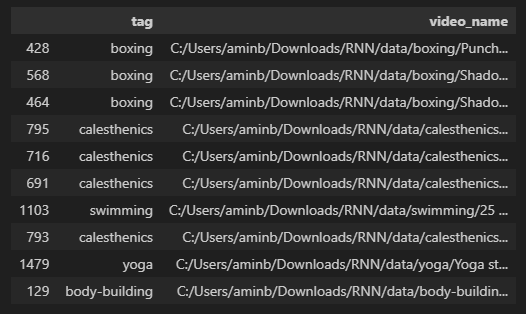 tag video_name
428 boxing C:/Users/aminb/Downloads/RNN/data/boxing/Punch...
568 boxing C:/Users/aminb/Downloads/RNN/data/boxing/Shado...
464 boxing C:/Users/aminb/Downloads/RNN/data/boxing/Shado...
795 calesthenics C:/Users/aminb/Downloads/RNN/data/calesthenics...
716 calesthenics C:/Users/aminb/Downloads/RNN/data/calesthenics...
691 calesthenics C:/Users/aminb/Downloads/RNN/data/calesthenics...
1103 swimming C:/Users/aminb/Downloads/RNN/data/swimming/25 ...
793 calesthenics C:/Users/aminb/Downloads/RNN/data/calesthenics...
1479 yoga C:/Users/aminb/Downloads/RNN/data/yoga/Yoga st...
129 body-building C:/Users/aminb/Downloads/RNN/data/body-buildin...